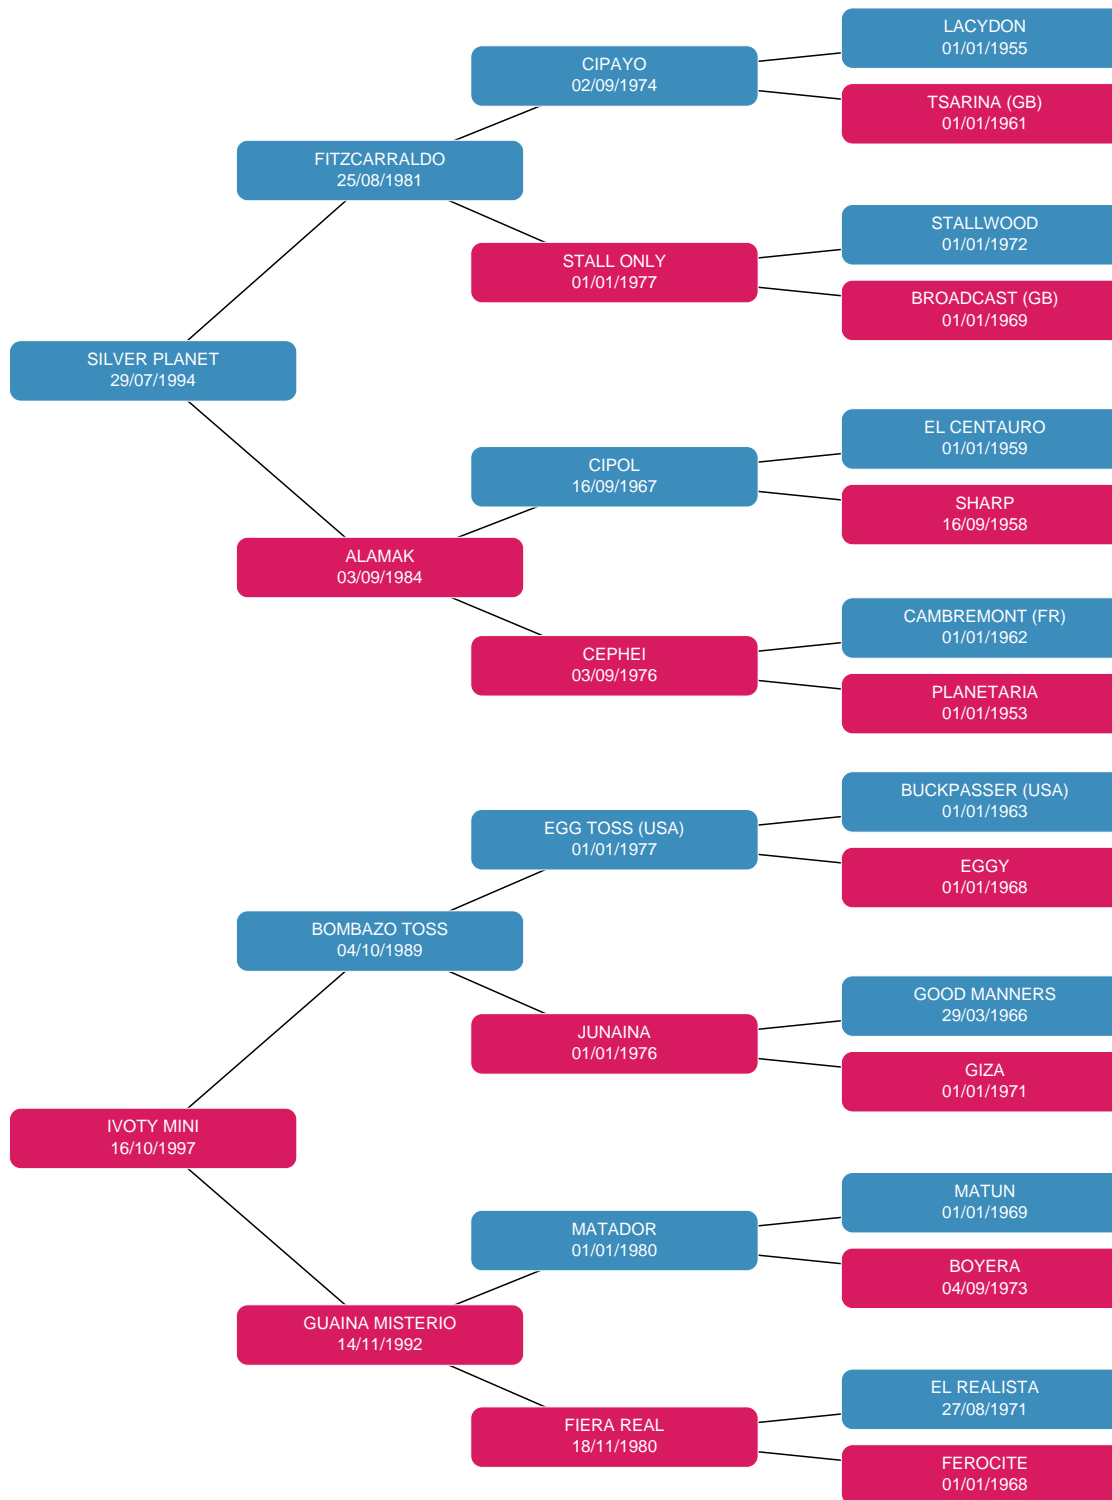 LACYDON
01/01/1955
CIPAYO
02/09/1974
TSARINA (GB)
01/01/1961
FITZCARRALDO
25/08/1981
STALLWOOD
01/01/1972
STALL ONLY
01/01/1977
BROADCAST (GB)
01/01/1969
SILVER PLANET
29/07/1994
EL CENTAURO
01/01/1959
CIPOL
16/09/1967
SHARP
16/09/1958
ALAMAK
03/09/1984
CAMBREMONT (FR)
01/01/1962
CEPHEI
03/09/1976
PLANETARIA
01/01/1953
BUCKPASSER (USA)
01/01/1963
EGG TOSS (USA)
01/01/1977
EGGY
01/01/1968
BOMBAZO TOSS
04/10/1989
GOOD MANNERS
29/03/1966
JUNAINA
01/01/1976
GIZA
01/01/1971
IVOTY MINI
16/10/1997
MATUN
01/01/1969
MATADOR
01/01/1980
BOYERA
04/09/1973
GUAINA MISTERIO
14/11/1992
EL REALISTA
27/08/1971
FIERA REAL
18/11/1980
FEROCITE
01/01/1968